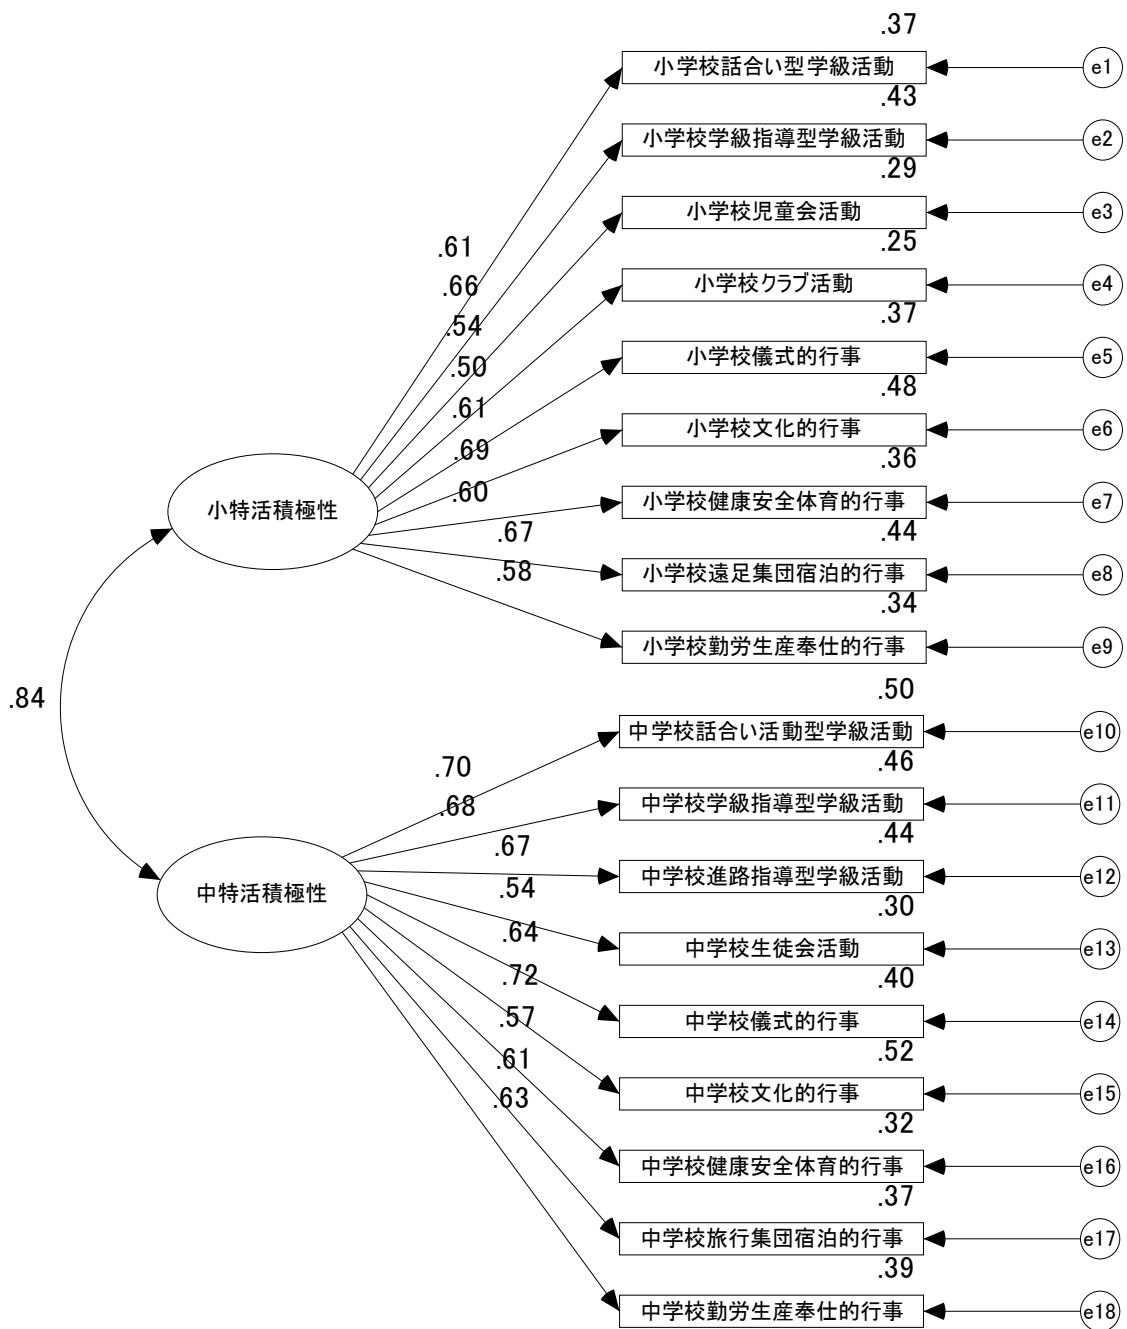 .37
小学校話合い型学級活動
e1
.43
小学校学級指導型学級活動
e2
.29
小学校児童会活動
e3
.25
小学校クラブ活動
e4
.37
小学校儀式的行事
e5
.48
小学校文化的行事
e6
.36
小学校健康安全体育的行事
e7
.44
小学校遠足集団宿泊的行事
e8
.34
小学校勤労生産奉仕的行事
e9
.61
.66
.54
.50
.61
.69
.60
.67
.58
小特活積極性
.84
.50
中学校話合い活動型学級活動
e10
.46
中学校学級指導型学級活動
e11
.44
中学校進路指導型学級活動
e12
.30
中学校生徒会活動
e13
.40
中学校儀式的行事
e14
.52
中学校文化的行事
e15
.32
中学校健康安全体育的行事
e16
.37
中学校旅行集団宿泊的行事
e17
.39
中学校勤労生産奉仕的行事
e18
.70
.68
.67
.54
.64
.72
.57
.61
.63
中特活積極性